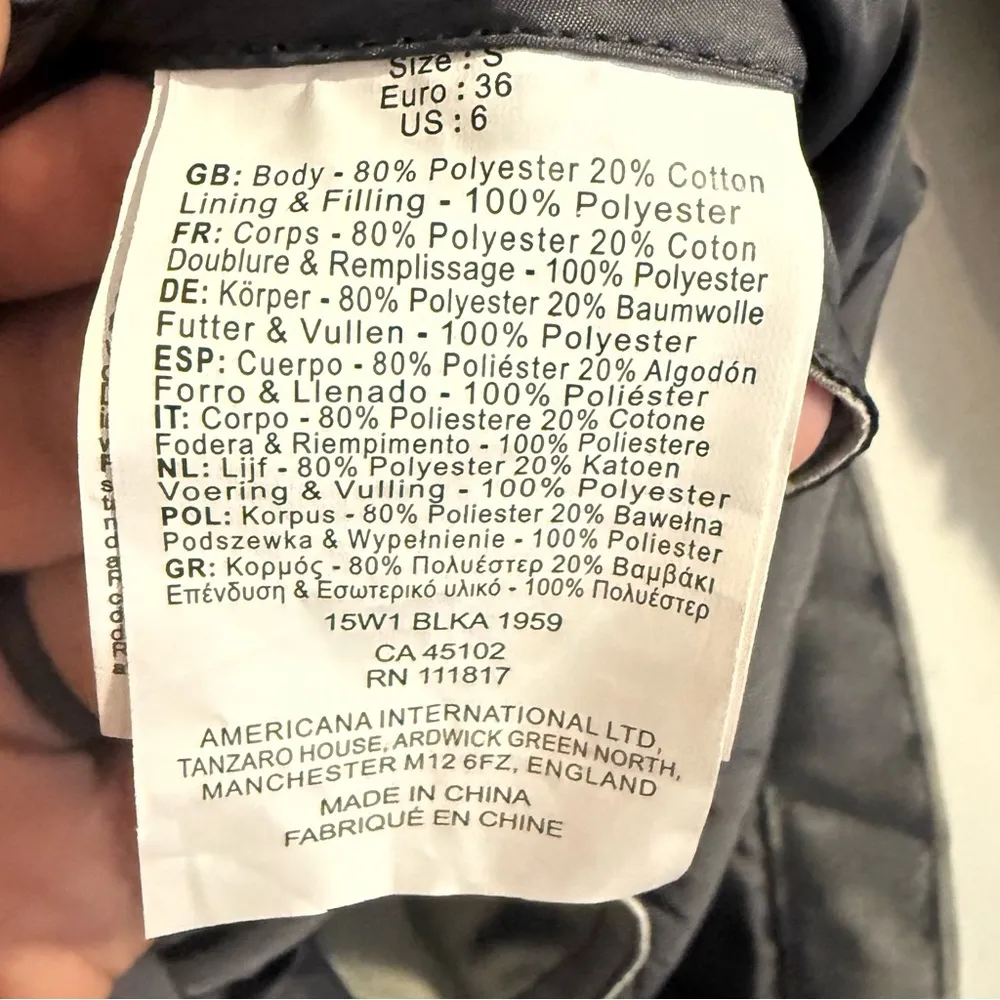 Size : S
Euro : 36
US : 6
GB: Body - 80% Polyester 20% Cotton
Lining & Filling - 100% Polyester
FR: Corps - 80% Polyester 20% Coton
Doublure & Remplissage - 100% Polyester
DE: Körper - 80% Polyester 20% Baumwolle
Futter & Vullen - 100% Polyester
ESP: Cuerpo - 80% Poliéster 20% Algodón
Forro & Llenado - 100% Poliéster
IT: Corpo - 80% Poliestere 20% Cotone
Fodera & Riempimento - 100% Poliestere
NL: Lijf - 80% Polyester 20% Katoen
Voering & Vulling - 100% Polyester
POL: Korpus - 80% Poliester 20% Bawełna
Podszewka & Wypełnienie - 100% Poliester
GR: Κορμός - 80% Πολυέστερ 20% Βαμβάκι
Επένδυση & Εσωτερικό υλικό - 100% Πολυέστερ
15W1 BLKA 1959
CA 45102
RN 111817
AMERICANA INTERNATIONAL LTD,
TANZARO HOUSE, ARDWICK GREEN NORTH,
MANCHESTER M12 6FZ, ENGLAND
MADE IN CHINA
FABRIQUÉ EN CHINE